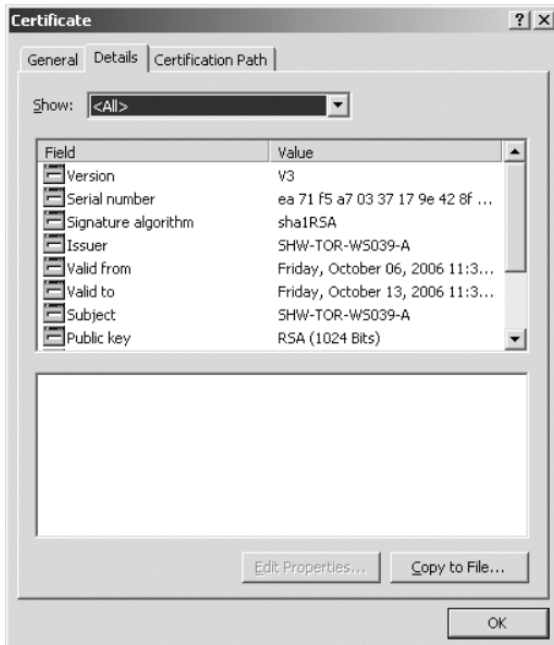 Certificate
General Details Certification Path
Show: <All>
Field Value
Version V3
Serial number ea 71 f5 a7 03 37 17 9e 42 8f ...
Signature algorithm sha1RSA
Issuer SHW-TOR-WS039-A
Valid from Friday, October 06, 2006 11:3...
Valid to Friday, October 13, 2006 11:3...
Subject SHW-TOR-WS039-A
Public key RSA (1024 Bits)
Edit Properties... Copy to File...
OK